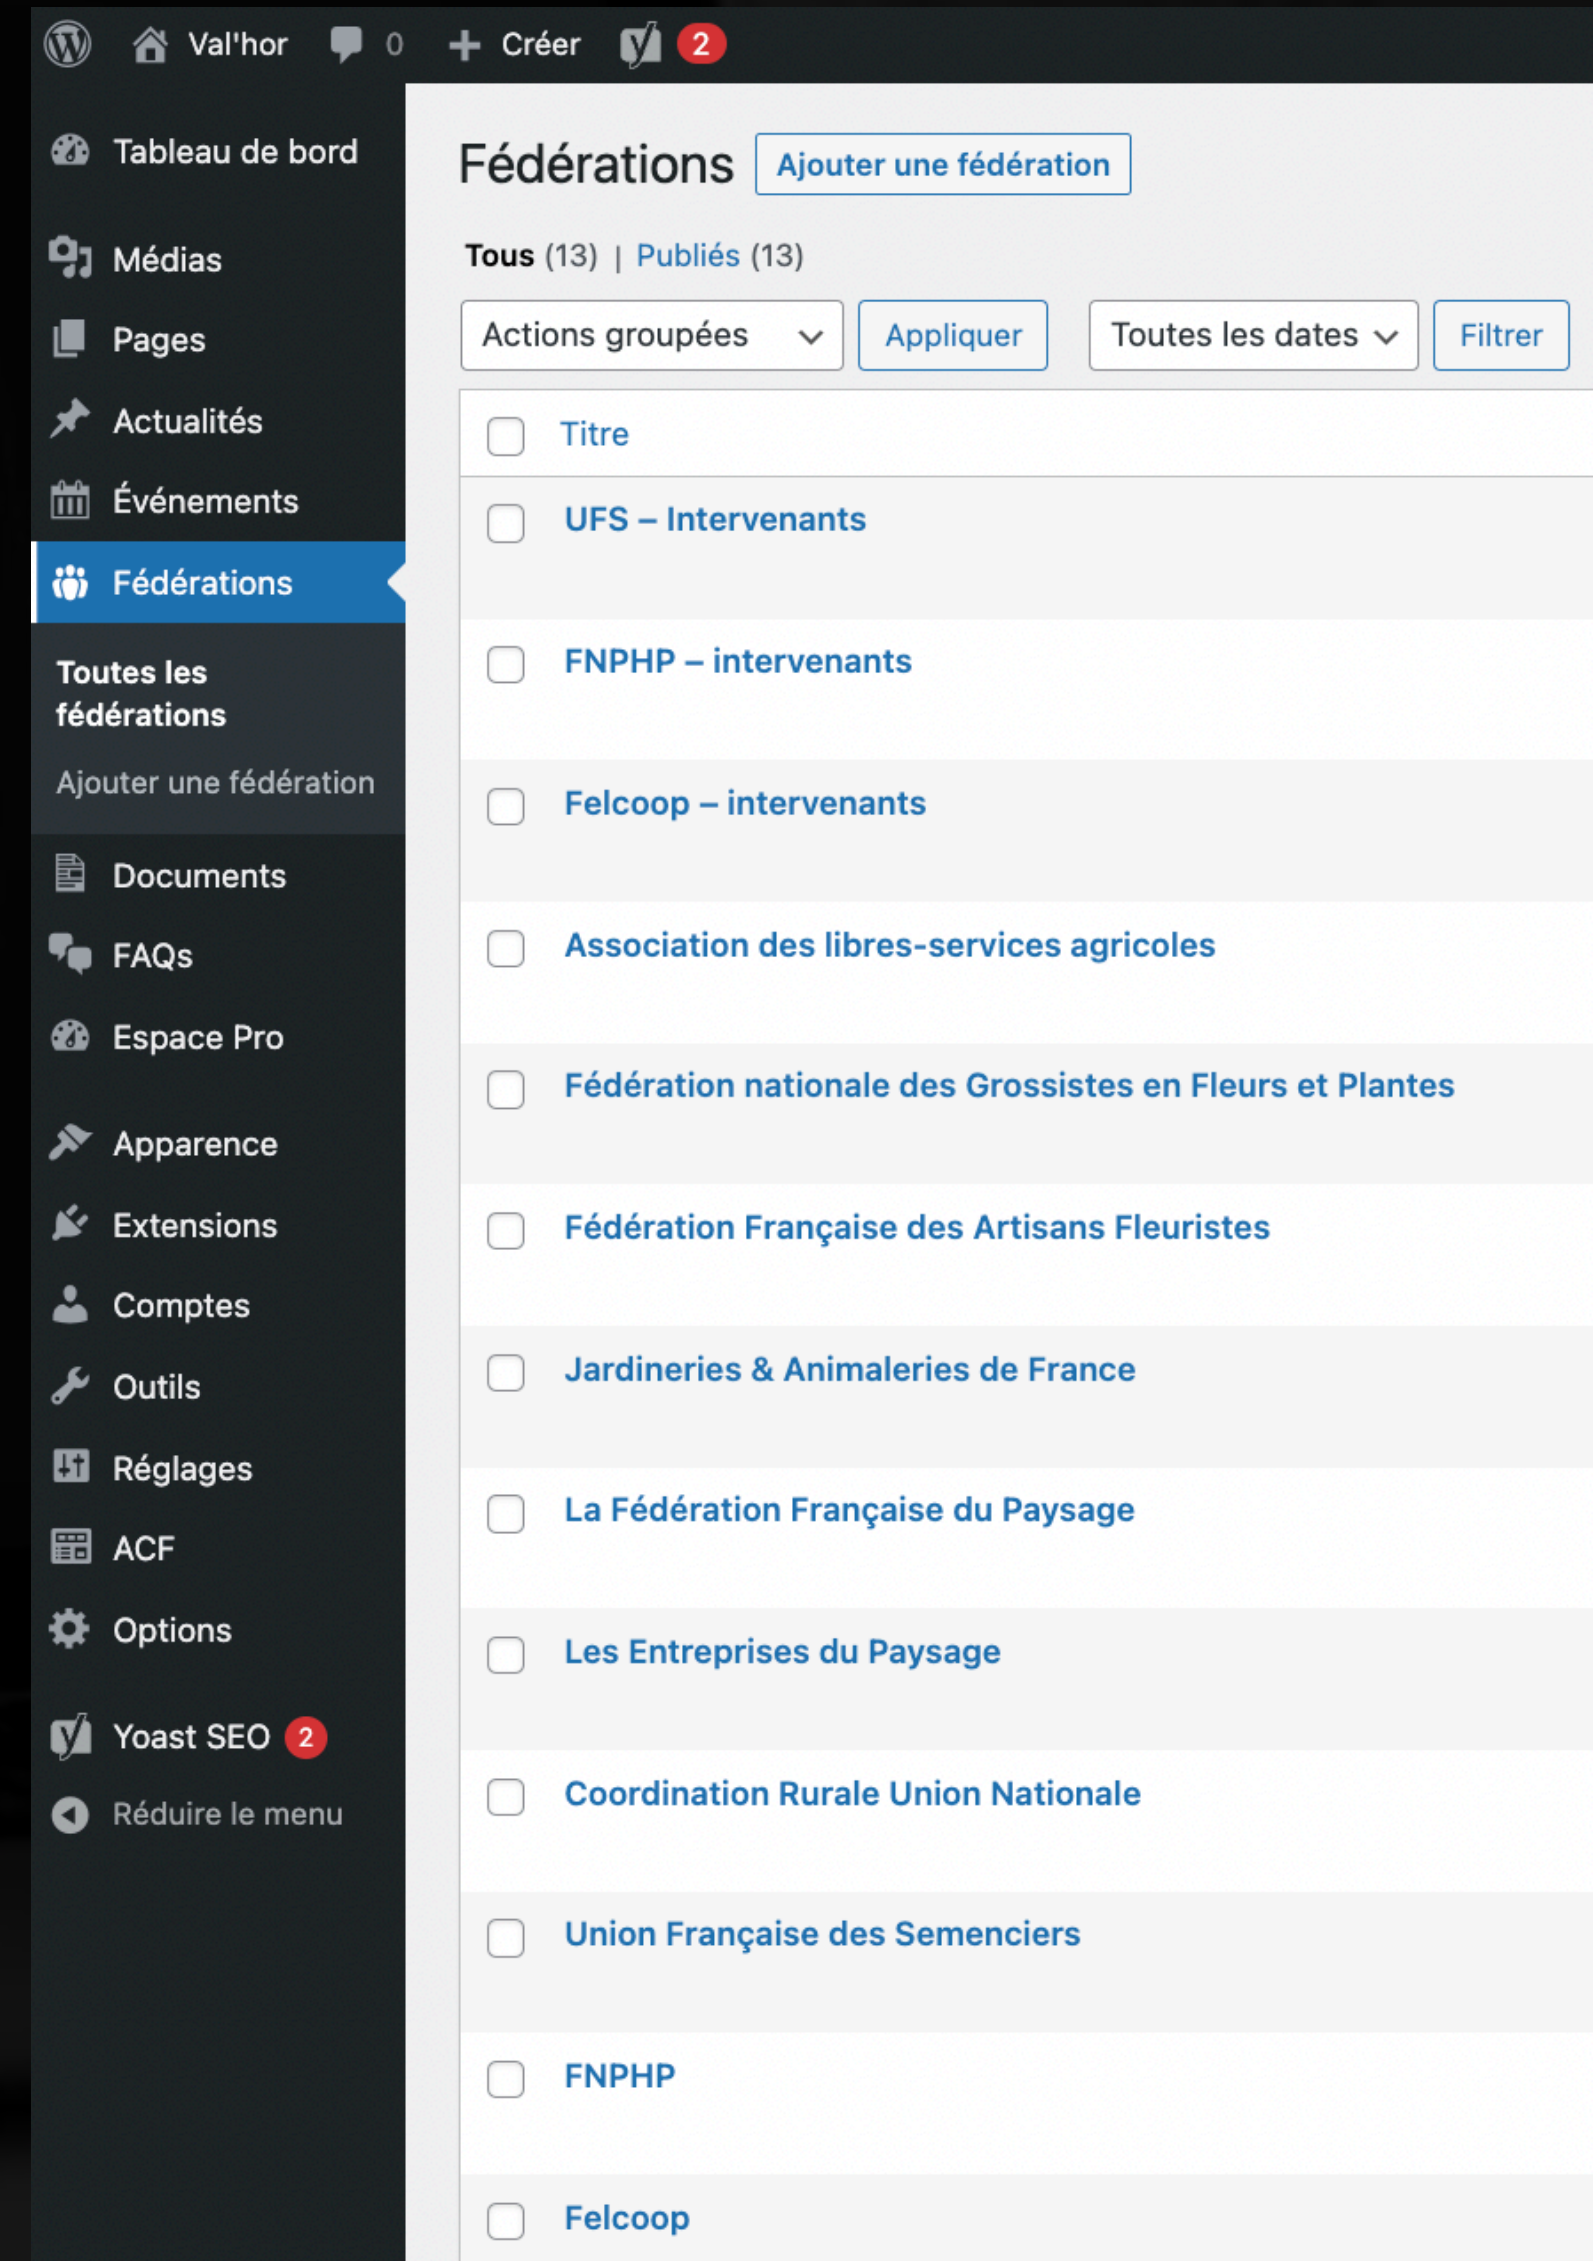 Val'hor 0 Créer 2
Tableau de bord
Médias
Pages
Actualités
Événements
Fédérations
Toutes les
fédérations
Ajouter une fédération
Documents
FAQs
Espace Pro
Apparence
Extensions
Comptes
Outils
Réglages
ACF
Options
Yoast SEO 2
Réduire le menu
Fédérations Ajouter une fédération
Tous (13) | Publiés (13)
Actions groupées Appliquer Toutes les dates Filtrer
Titre
UFS – Intervenants
FNPHP – intervenants
Felcoop – intervenants
Association des libres-services agricoles
Fédération nationale des Grossistes en Fleurs et Plantes
Fédération Française des Artisans Fleuristes
Jardineries & Animaleries de France
La Fédération Française du Paysage
Les Entreprises du Paysage
Coordination Rurale Union Nationale
Union Française des Semenciers
FNPHP
Felcoop